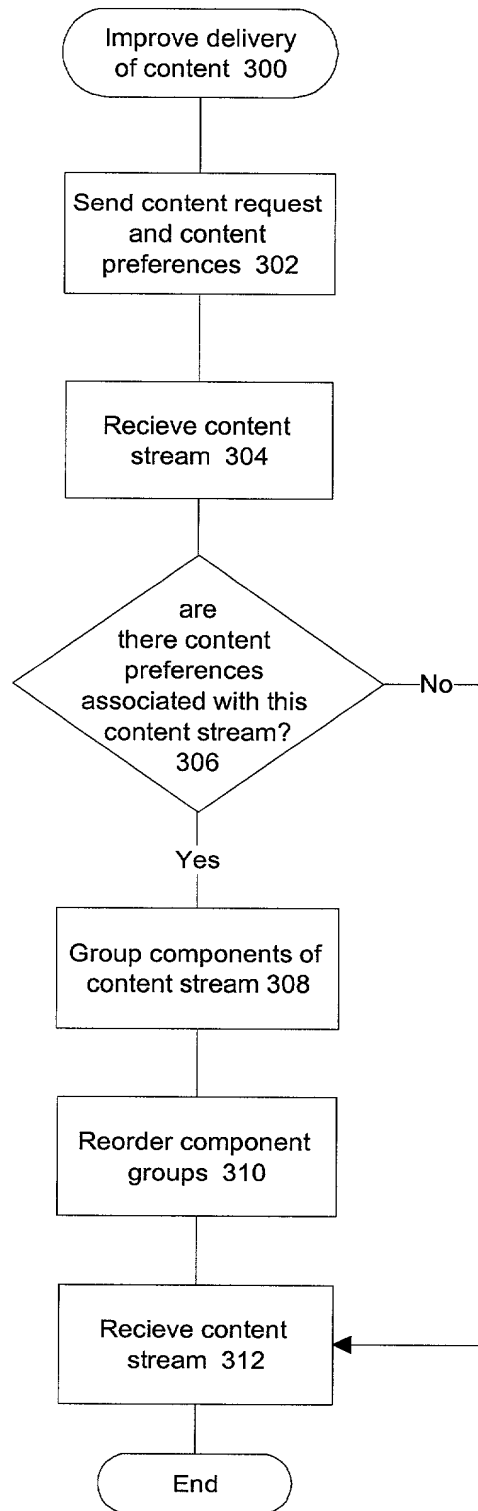 Improve delivery
of content 300
Send content request
and content
preferences 302
Recieve content
stream 304
are
there content
preferences
associated with this
content stream?
306
No
Yes
Group components of
content stream 308
Reorder component
groups 310
Recieve content
stream 312
End